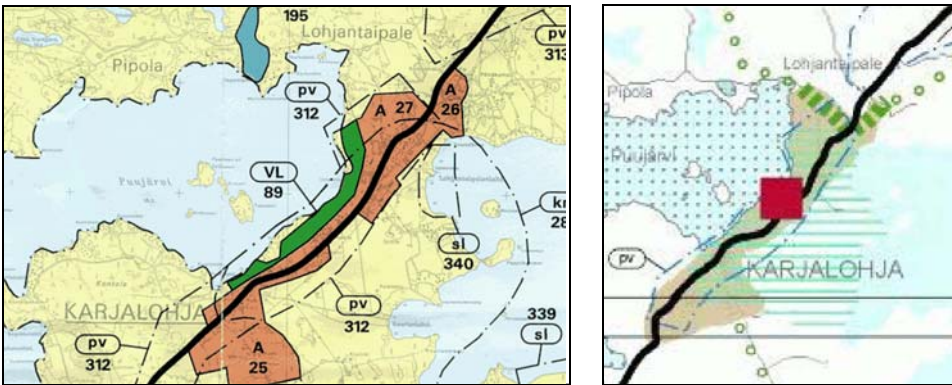 195
Lohjantaipale
pv
313
Pipola
pv
312
A 27
A
26
VL
89
Puujärvi
km
28
sl
340
KARJALOHJA
pv
312
339
sl
pv
312
A
25
Lohjantaipale
Pipola
Puujärvi
pv
KARJALOHJA